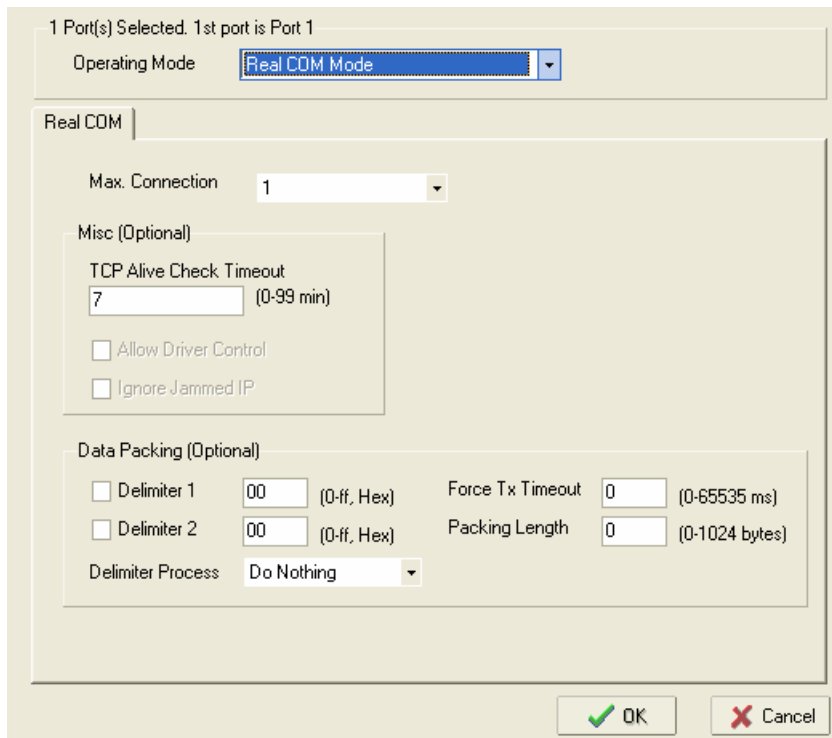 1 Port(s) Selected. 1st port is Port 1
Operating Mode Real COM Mode
Real COM
Max. Connection 1
Misc (Optional)
TCP Alive Check Timeout
7 (0-99 min)
Allow Driver Control
Ignore Jammed IP
Data Packing (Optional)
Delimiter 1 00 (0-ff, Hex) Force Tx Timeout 0 (0-65535 ms)
Delimiter 2 00 (0-ff, Hex) Packing Length 0 (0-1024 bytes)
Delimiter Process Do Nothing
OK Cancel